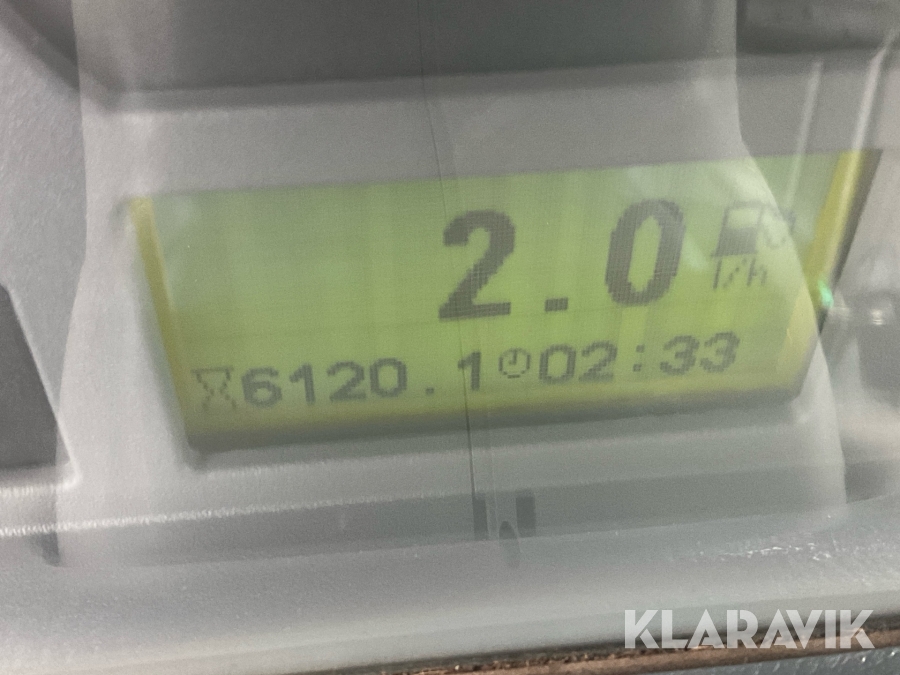 2.0
l/h
6120.1 02:33
KLARAVIK